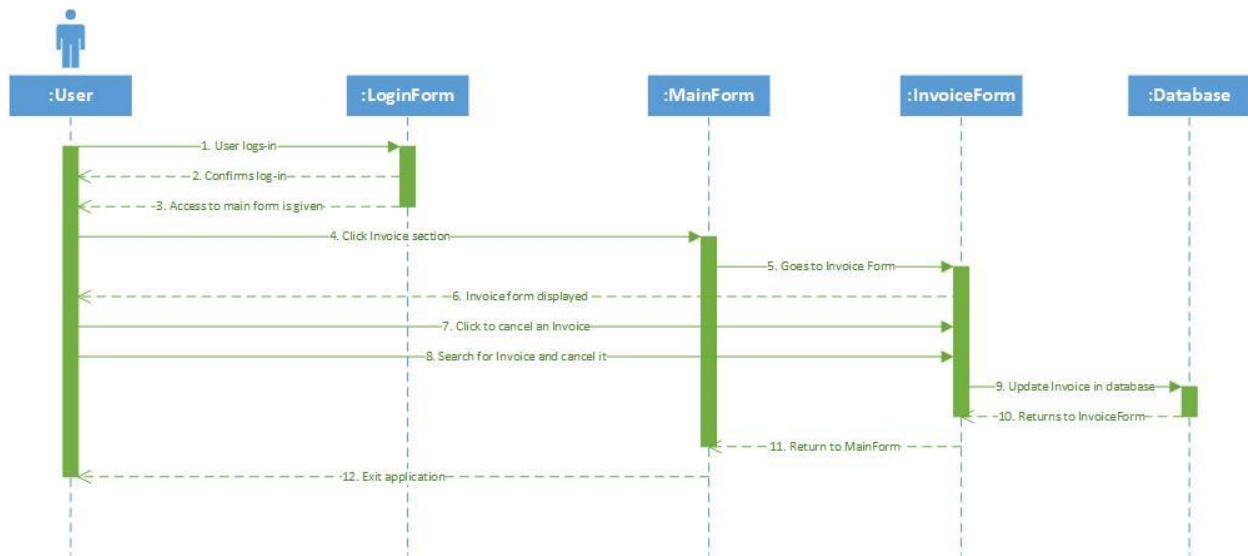 :User
:LoginForm
:MainForm
:InvoiceForm
:Database
1. User logs-in
2. Confirms log-in
3. Access to main form is given
4. Click Invoice section
5. Goes to Invoice Form
6. Invoice form displayed
7. Click to cancel an Invoice
8. Search for Invoice and cancel it
9. Update Invoice in database
10. Returns to InvoiceForm
11. Return to MainForm
12. Exit application